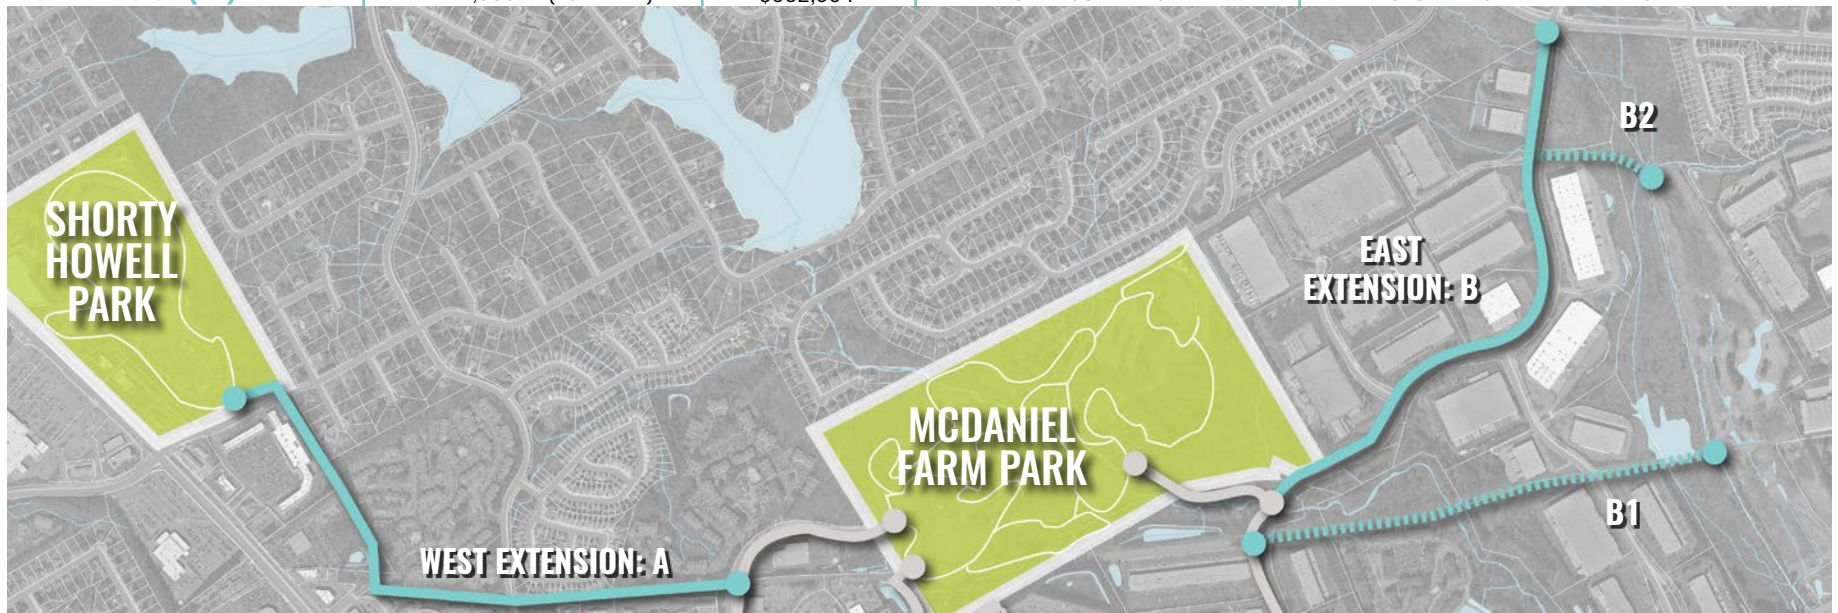 SHORTY
HOWELL
PARK
WEST EXTENSION: A
MCDANIEL
FARM PARK
EAST
EXTENSION: B
B2
B1